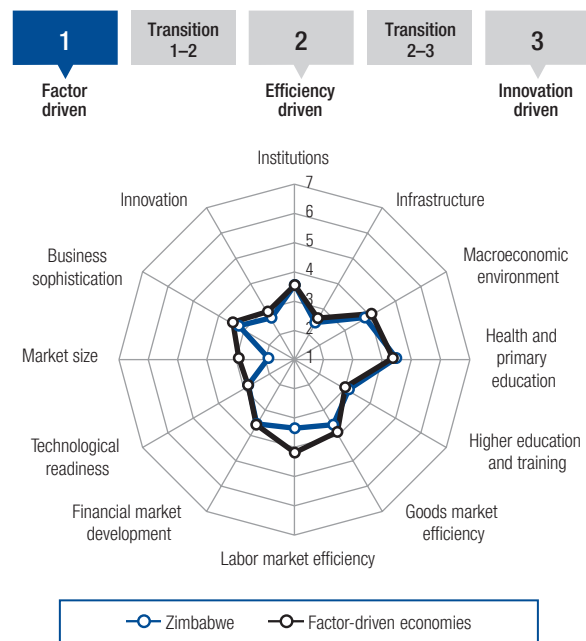 1
Transition
1–2
2
Transition
2–3
3
Factor
driven
Efficiency
driven
Innovation
driven
Institutions
7
6
5
4
3
2
1
Infrastructure
Macroeconomic
environment
Health and
primary
education
Higher education
and training
Goods market
efficiency
Labor market efficiency
Financial market
development
Technological
readiness
Market size
Business
sophistication
Innovation
Zimbabwe
Factor-driven economies